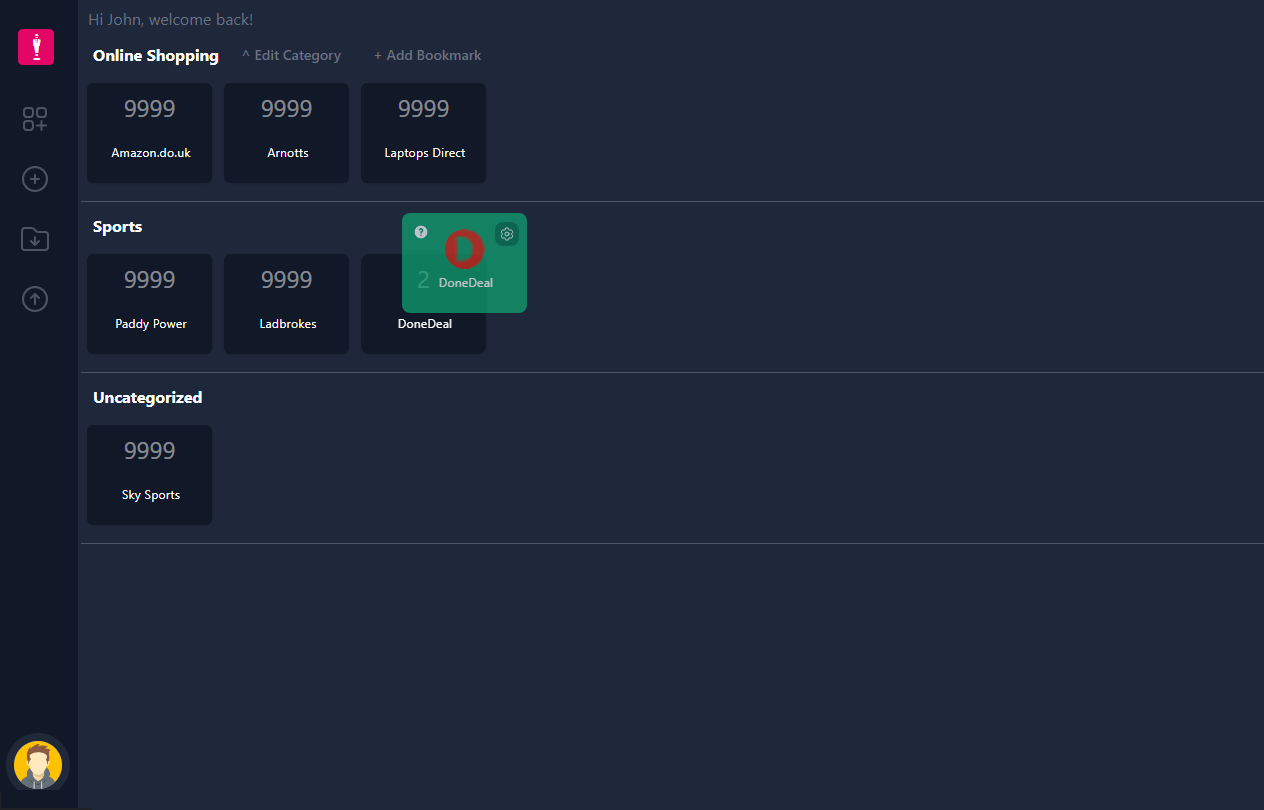 Hi John, welcome back!
Online Shopping ^ Edit Category + Add Bookmark
9999 9999 9999
Amazon.do.uk Arnotts Laptops Direct
Sports
? D
9999 9999 2 DoneDeal
Paddy Power Ladbrokes DoneDeal
Uncategorized
9999
Sky Sports